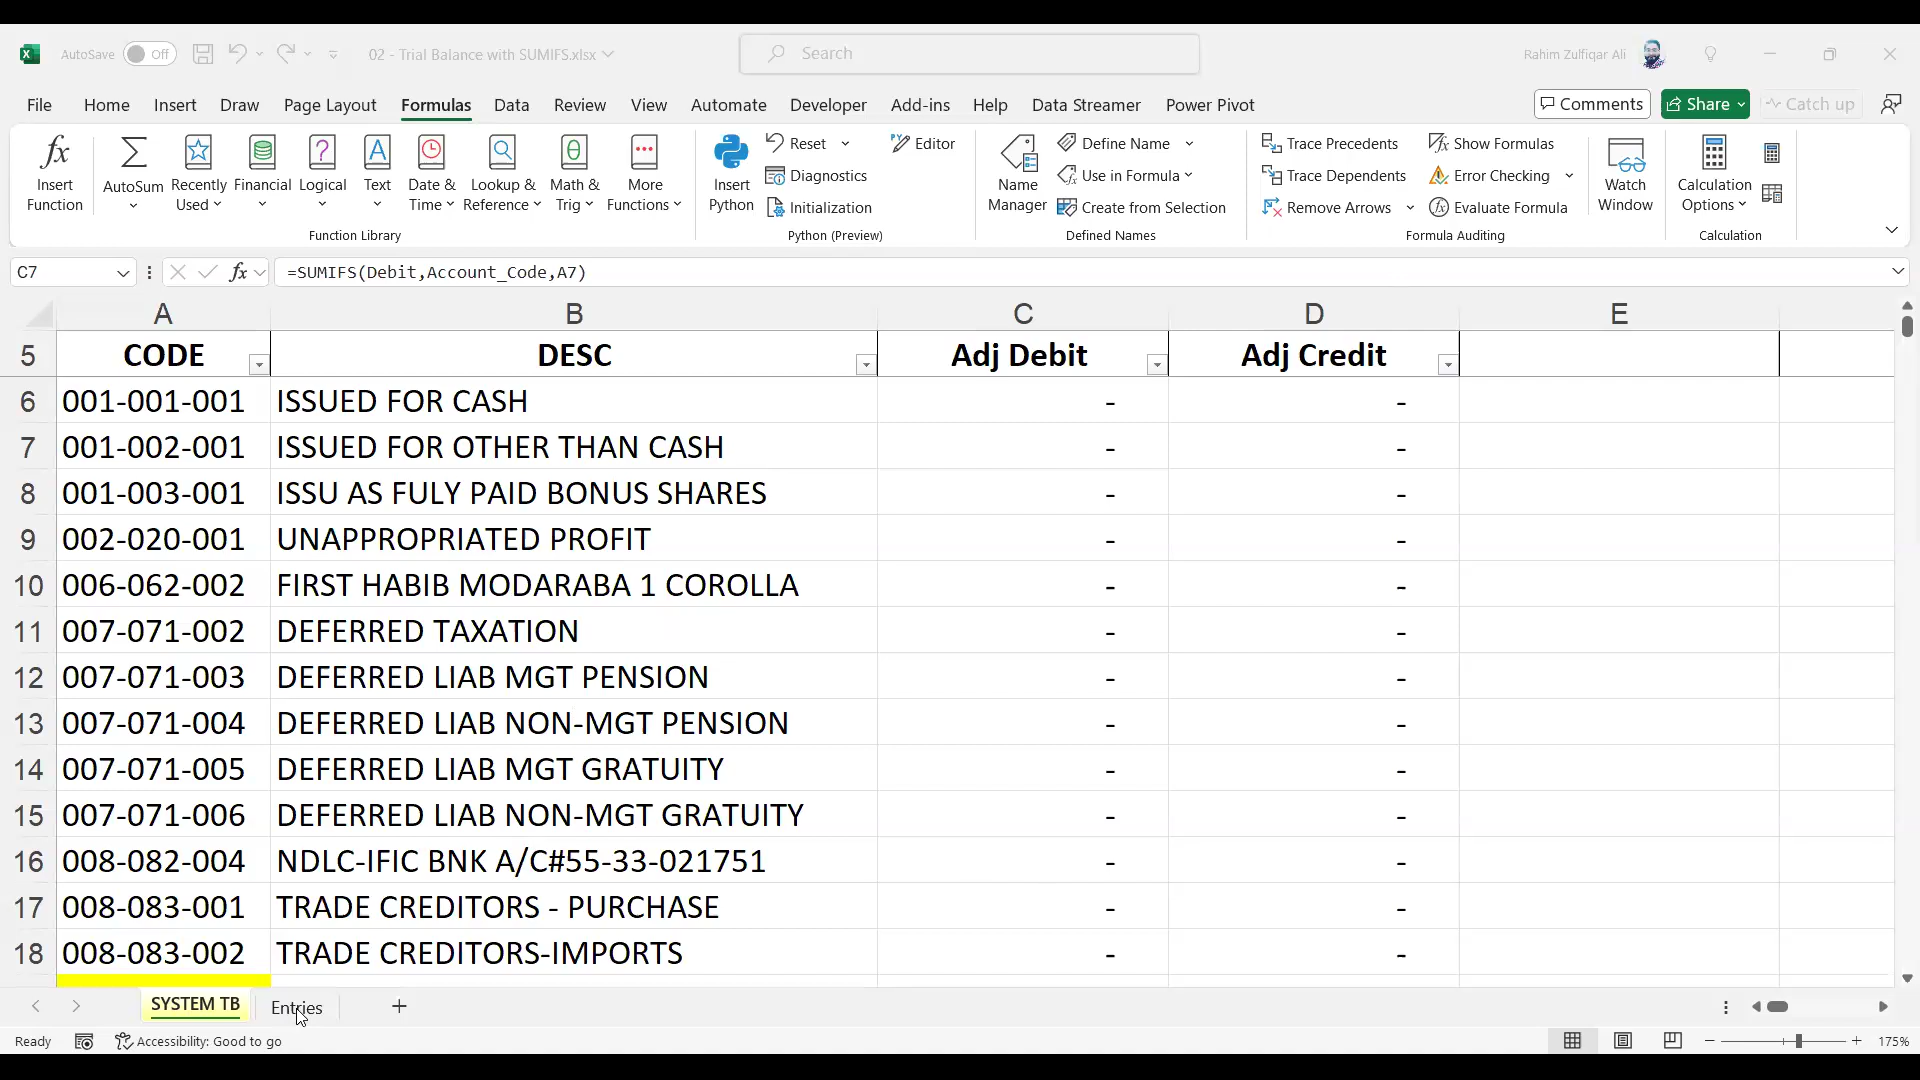 AutoSave Off 02 - Trial Balance with SUMIFS.xlsx Search Rahim Zulfiqar Ali
File Home Insert Draw Page Layout Formulas Data Review View Automate Developer Add-ins Help Data Streamer Power Pivot Comments Share Catch up
Insert Function
AutoSum
Recently Used
Financial
Logical
Text
Date & Time
Lookup & Reference
Math & Trig
More Functions
Function Library
Insert Python
Reset
Diagnostics
Initialization
Editor
Python (Preview)
Name Manager
Define Name
Use in Formula
Create from Selection
Defined Names
Trace Precedents
Trace Dependents
Remove Arrows
Show Formulas
Error Checking
Evaluate Formula
Formula Auditing
Watch Window
Calculation Options
Calculation
C7 fx =SUMIFS(Debit,Account_Code,A7)
A B C D E
5 CODE DESC Adj Debit Adj Credit
6 001-001-001 ISSUED FOR CASH - -
7 001-002-001 ISSUED FOR OTHER THAN CASH - -
8 001-003-001 ISSU AS FULY PAID BONUS SHARES - -
9 002-020-001 UNAPPROPRIATED PROFIT - -
10 006-062-002 FIRST HABIB MODARABA 1 COROLLA - -
11 007-071-002 DEFERRED TAXATION - -
12 007-071-003 DEFERRED LIAB MGT PENSION - -
13 007-071-004 DEFERRED LIAB NON-MGT PENSION - -
14 007-071-005 DEFERRED LIAB MGT GRATUITY - -
15 007-071-006 DEFERRED LIAB NON-MGT GRATUITY - -
16 008-082-004 NDLC-IFIC BNK A/C#55-33-021751 - -
17 008-083-001 TRADE CREDITORS - PURCHASE - -
18 008-083-002 TRADE CREDITORS-IMPORTS - -
SYSTEM TB Entries +
Ready Accessibility: Good to go 175%